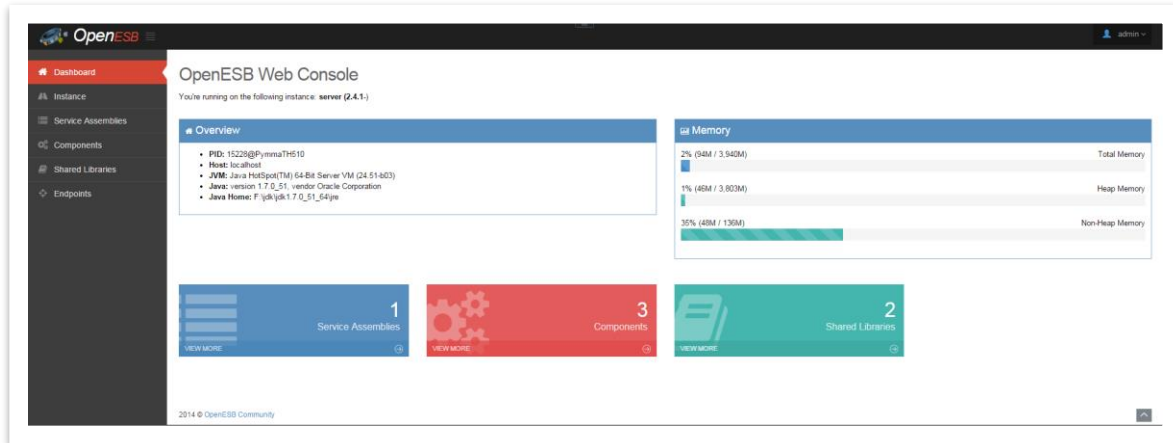 OpenESB
admin
Dashboard
Instance
Service Assemblies
Components
Shared Libraries
Endpoints
OpenESB Web Console
You're running on the following instance: server (2.4.1-)
Overview
PID: 15228@PymmaTH510
Host: localhost
JVM: Java HotSpot(TM) 64-Bit Server VM (24.51-b03)
Java: version 1.7.0_51, vendor Oracle Corporation
Java Home: F:\jdk\jdk1.7.0_51_64\jre
Memory
2% (94M / 3,940M) Total Memory
1% (46M / 3,803M) Heap Memory
35% (48M / 136M) Non-Heap Memory
1
Service Assemblies
VIEW MORE
3
Components
VIEW MORE
2
Shared Libraries
VIEW MORE
2014 © OpenESB Community